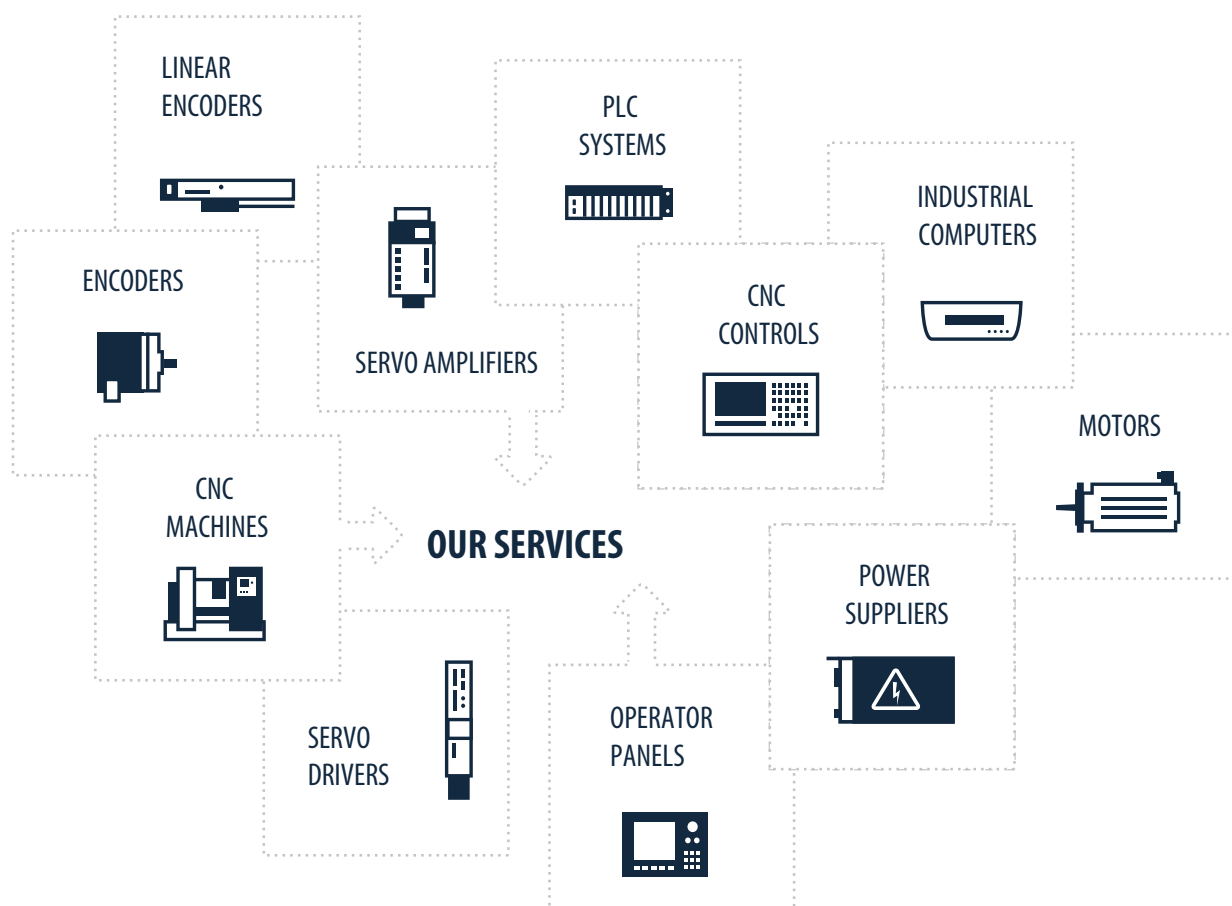 LINEAR
ENCODERS
PLC
SYSTEMS
INDUSTRIAL
COMPUTERS
ENCODERS
CNC
CONTROLS
SERVO AMPLIFIERS
MOTORS
CNC
MACHINES
OUR SERVICES
POWER
SUPPLIERS
OPERATOR
PANELS
SERVO
DRIVERS